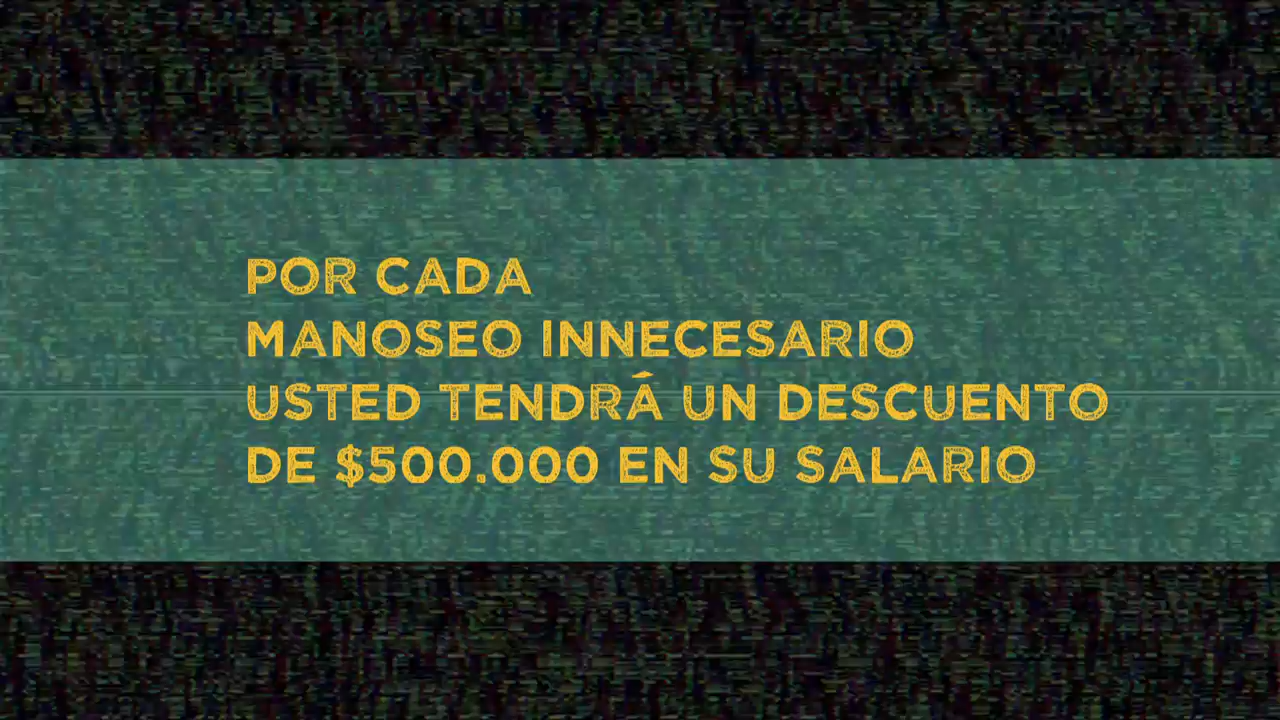 POR CADA
MANOSEO INNECESARIO
USTED TENDRÁ UN DESCUENTO
DE $500.000 EN SU SALARIO